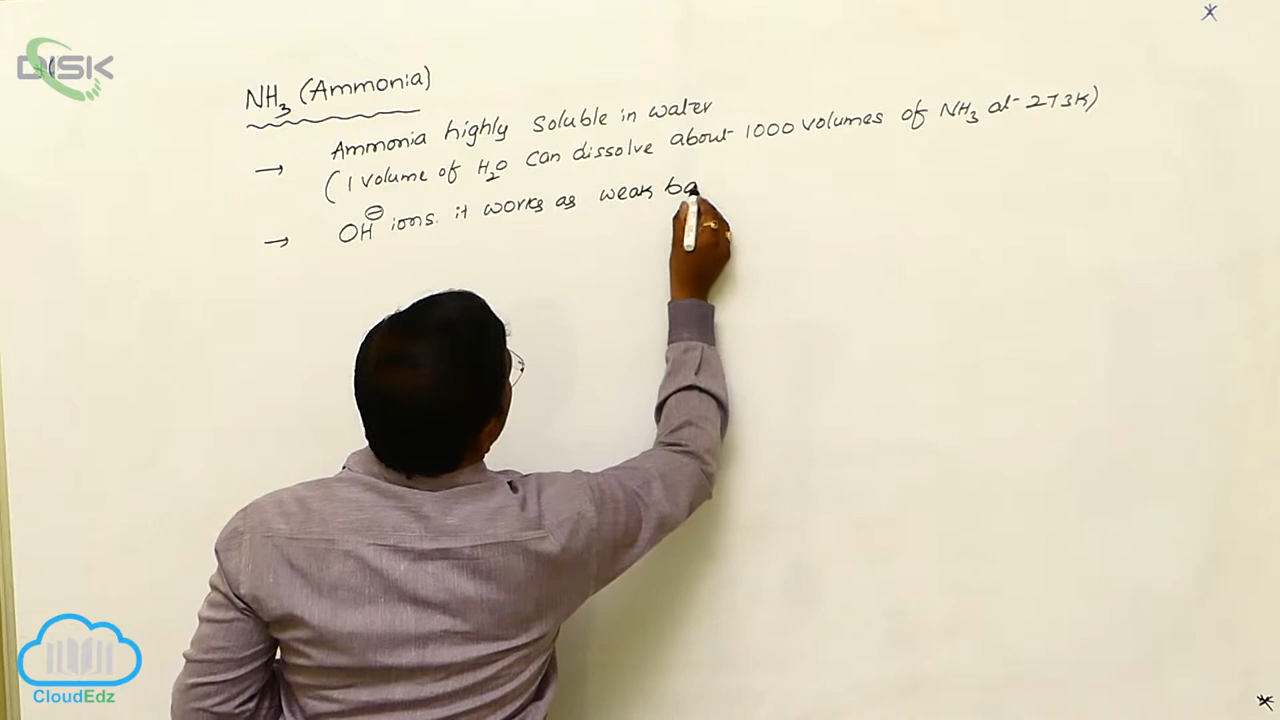 DISK
NH3 (Ammonia)
→ Ammonia highly soluble in water
(1 volume of H2O can dissolve about 1000 volumes of NH3 at 273K)
→ OH⊖ ions. it works as weak ba
CloudEdz